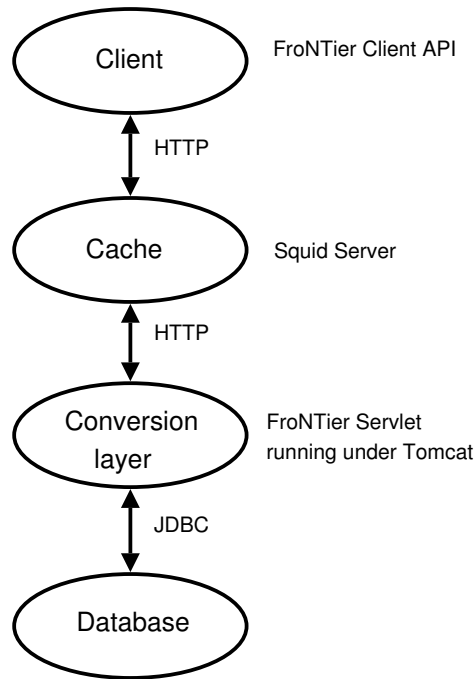 Client
FroNTier Client API
HTTP
Cache
Squid Server
HTTP
Conversion
layer
FroNTier Servlet
running under Tomcat
JDBC
Database